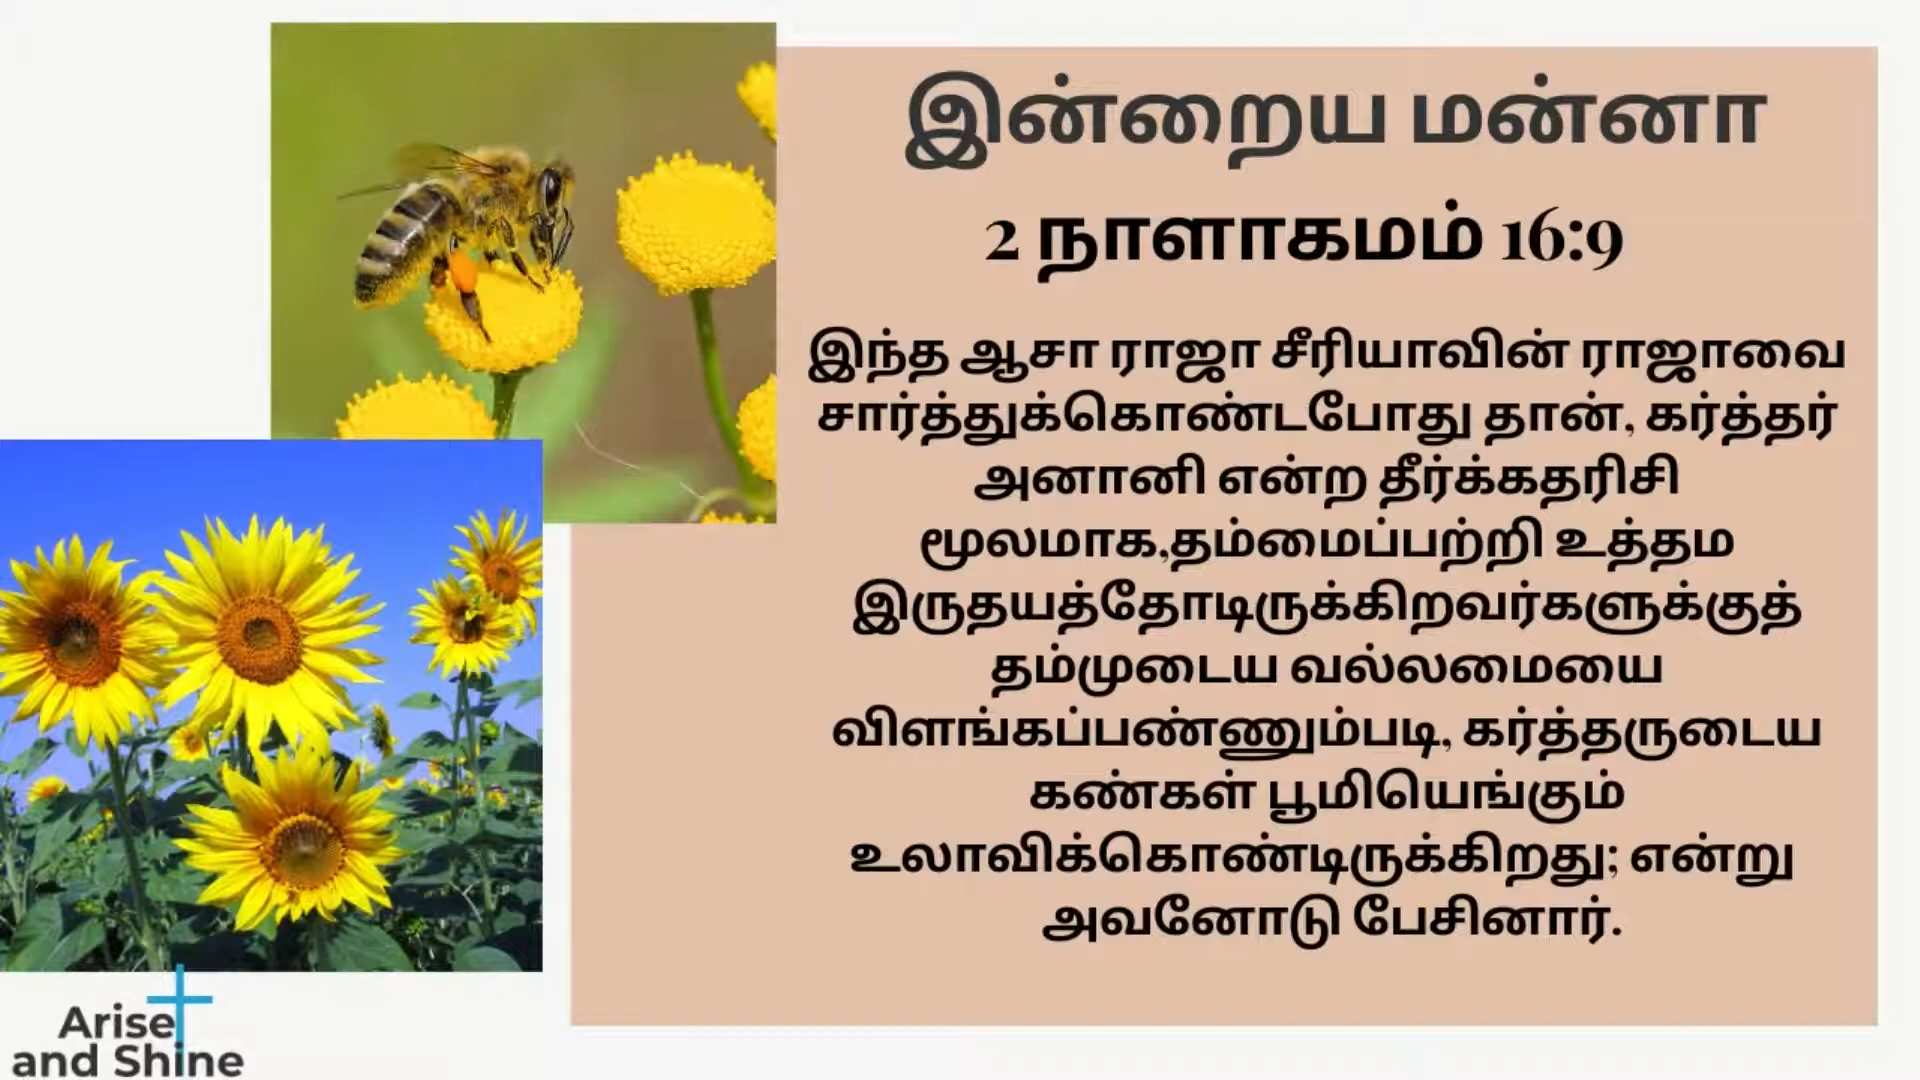 இன்றைய மன்னா
2 நாளாகமம் 16:9
இந்த ஆசா ராஜா சீரியாவின் ராஜாவை
சார்த்துக்கொண்டபோது தான், கர்த்தர்
அனானி என்ற தீர்க்கதரிசி
மூலமாக,தம்மைப்பற்றி உத்தம
இருதயத்தோடிருக்கிறவர்களுக்குத்
தம்முடைய வல்லமையை
விளங்கப்பண்ணும்படி, கர்த்தருடைய
கண்கள் பூமியெங்கும்
உலாவிக்கொண்டிருக்கிறது; என்று
அவனோடு பேசினார்.
Arise
and Shine